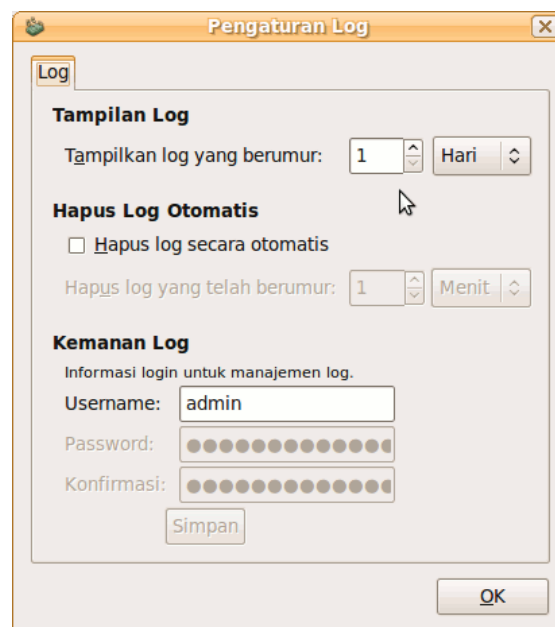 Pengaturan Log
Log
Tampilan Log
Tampilkan log yang berumur: 1 Hari
Hapus Log Otomatis
Hapus log secara otomatis
Hapus log yang telah berumur: 1 Menit
Kemanan Log
Informasi login untuk manajemen log.
Username: admin
Password:
Konfirmasi:
Simpan
OK